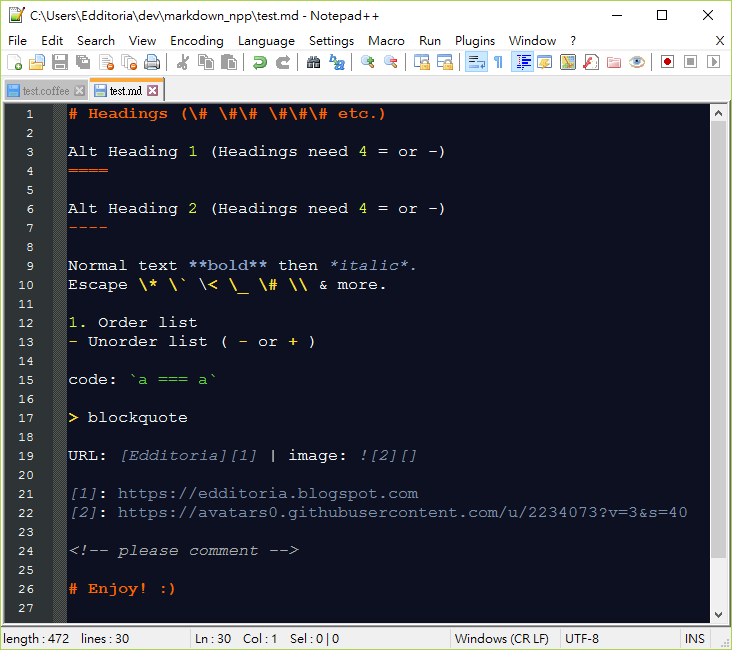 C:\Users\Edditoria\dev\markdown_npp\test.md - Notepad++
File Edit Search View Encoding Language Settings Macro Run Plugins Window ? X
test.coffee test.md
1 # Headings (\# \#\# \#\#\# etc.)
2
3 Alt Heading 1 (Headings need 4 = or -)
4 ====
5
6 Alt Heading 2 (Headings need 4 = or -)
7 ----
8
9 Normal text **bold** then *italic*.
10 Escape \* \` \< \_ \# \\ & more.
11
12 1. Order list
13 - Unorder list ( - or + )
14
15 code: `a === a`
16
17 > blockquote
18
19 URL: [Edditoria][1] | image: ![2][]
20
21 [1]: https://edditoria.blogspot.com
22 [2]: https://avatars0.githubusercontent.com/u/2234073?v=3&s=40
23
24 <!-- please comment -->
25
26 # Enjoy! :)
27
length : 472 lines : 30 Ln : 30 Col : 1 Sel : 0 | 0 Windows (CR LF) UTF-8 INS